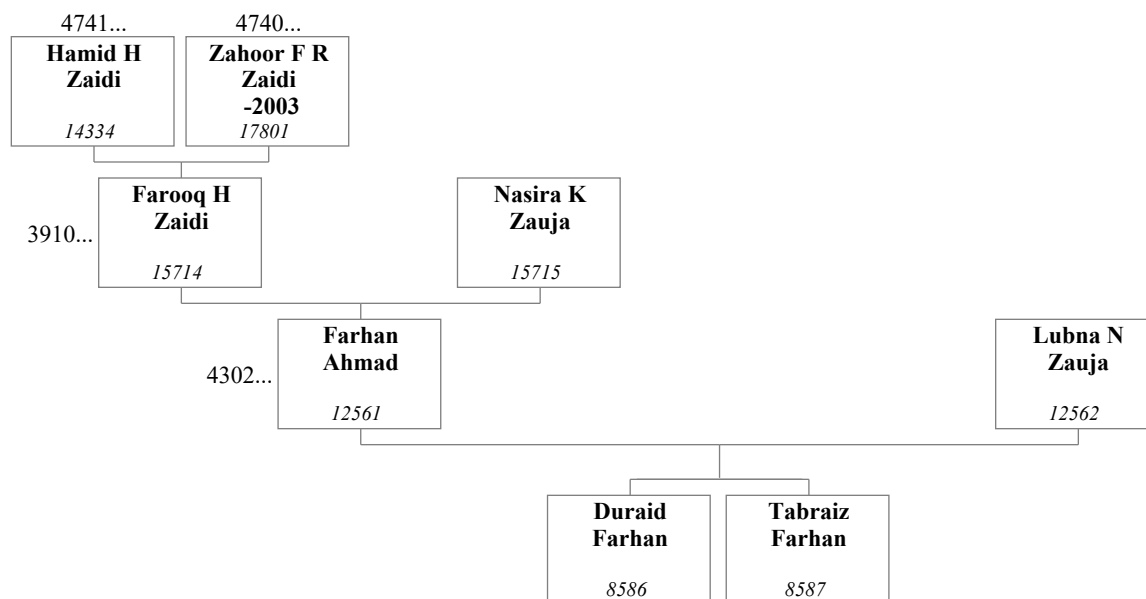 4741...
4740...
Hamid H
Zaidi
14334
Zahoor F R
Zaidi
-2003
17801
3910...
Farooq H
Zaidi
15714
Nasira K
Zauja
15715
4302...
Farhan
Ahmad
12561
Lubna N
Zauja
12562
Duraid
Farhan
8586
Tabraiz
Farhan
8587